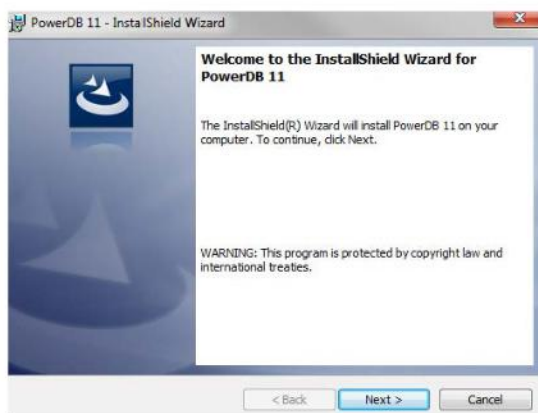 PowerDB 11 - InstallShield Wizard
X
Welcome to the InstallShield Wizard for
PowerDB 11
The InstallShield(R) Wizard will install PowerDB 11 on your
computer. To continue, click Next.
WARNING: This program is protected by copyright law and
international treaties.
< Back
Next >
Cancel